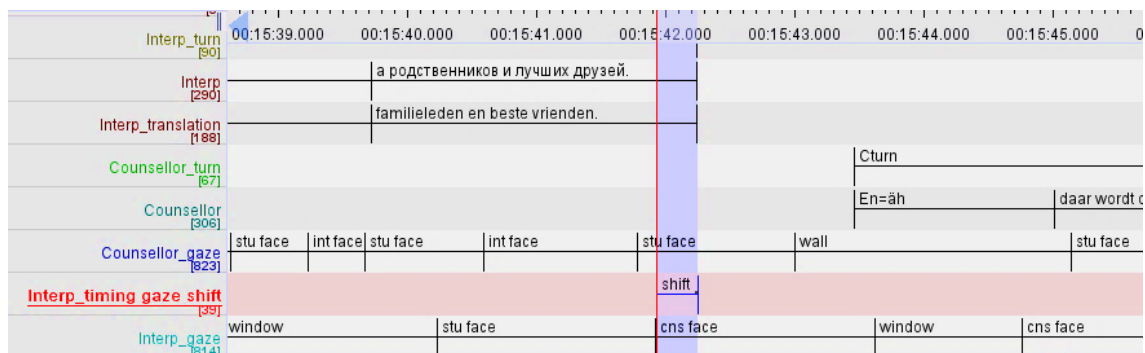 00:15:39.000 00:15:40.000 00:15:41.000 00:15:42.000 00:15:43.000 00:15:44.000 00:15:45.000
Interp_turn
[90]
а родственников и лучших друзей.
Interp
[290]
familieleden en beste vrienden.
Interp_translation
[188]
Cturn
Counsellor_turn
[67]
En=äh daar wordt
Counsellor
[306]
stu face int face stu face int face stu face wall stu face
Counsellor_gaze
[823]
shift
Interp_timing gaze shift
[39]
window stu face cns face window cns face
Interp_gaze
[814]